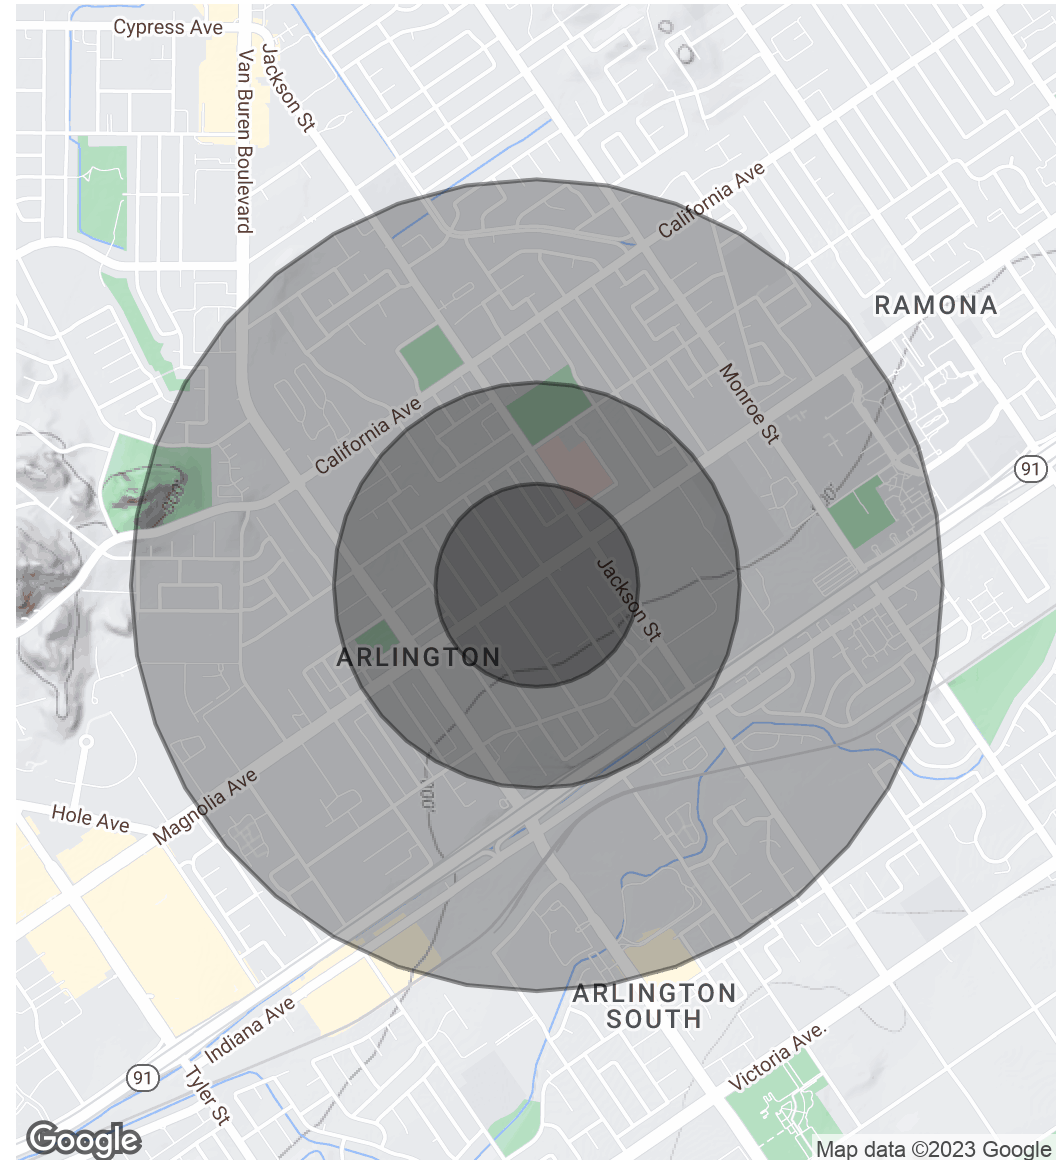 Cypress Ave
Jackson St
Van Buren Boulevard
California Ave
RAMONA
Monroe St
California Ave
91
Jackson St
ARLINGTON
Magnolia Ave
Hole Ave
ARLINGTON
SOUTH
Indiana Ave
Victoria Ave.
91
Tyler St
Google
Map data ©2023 Google